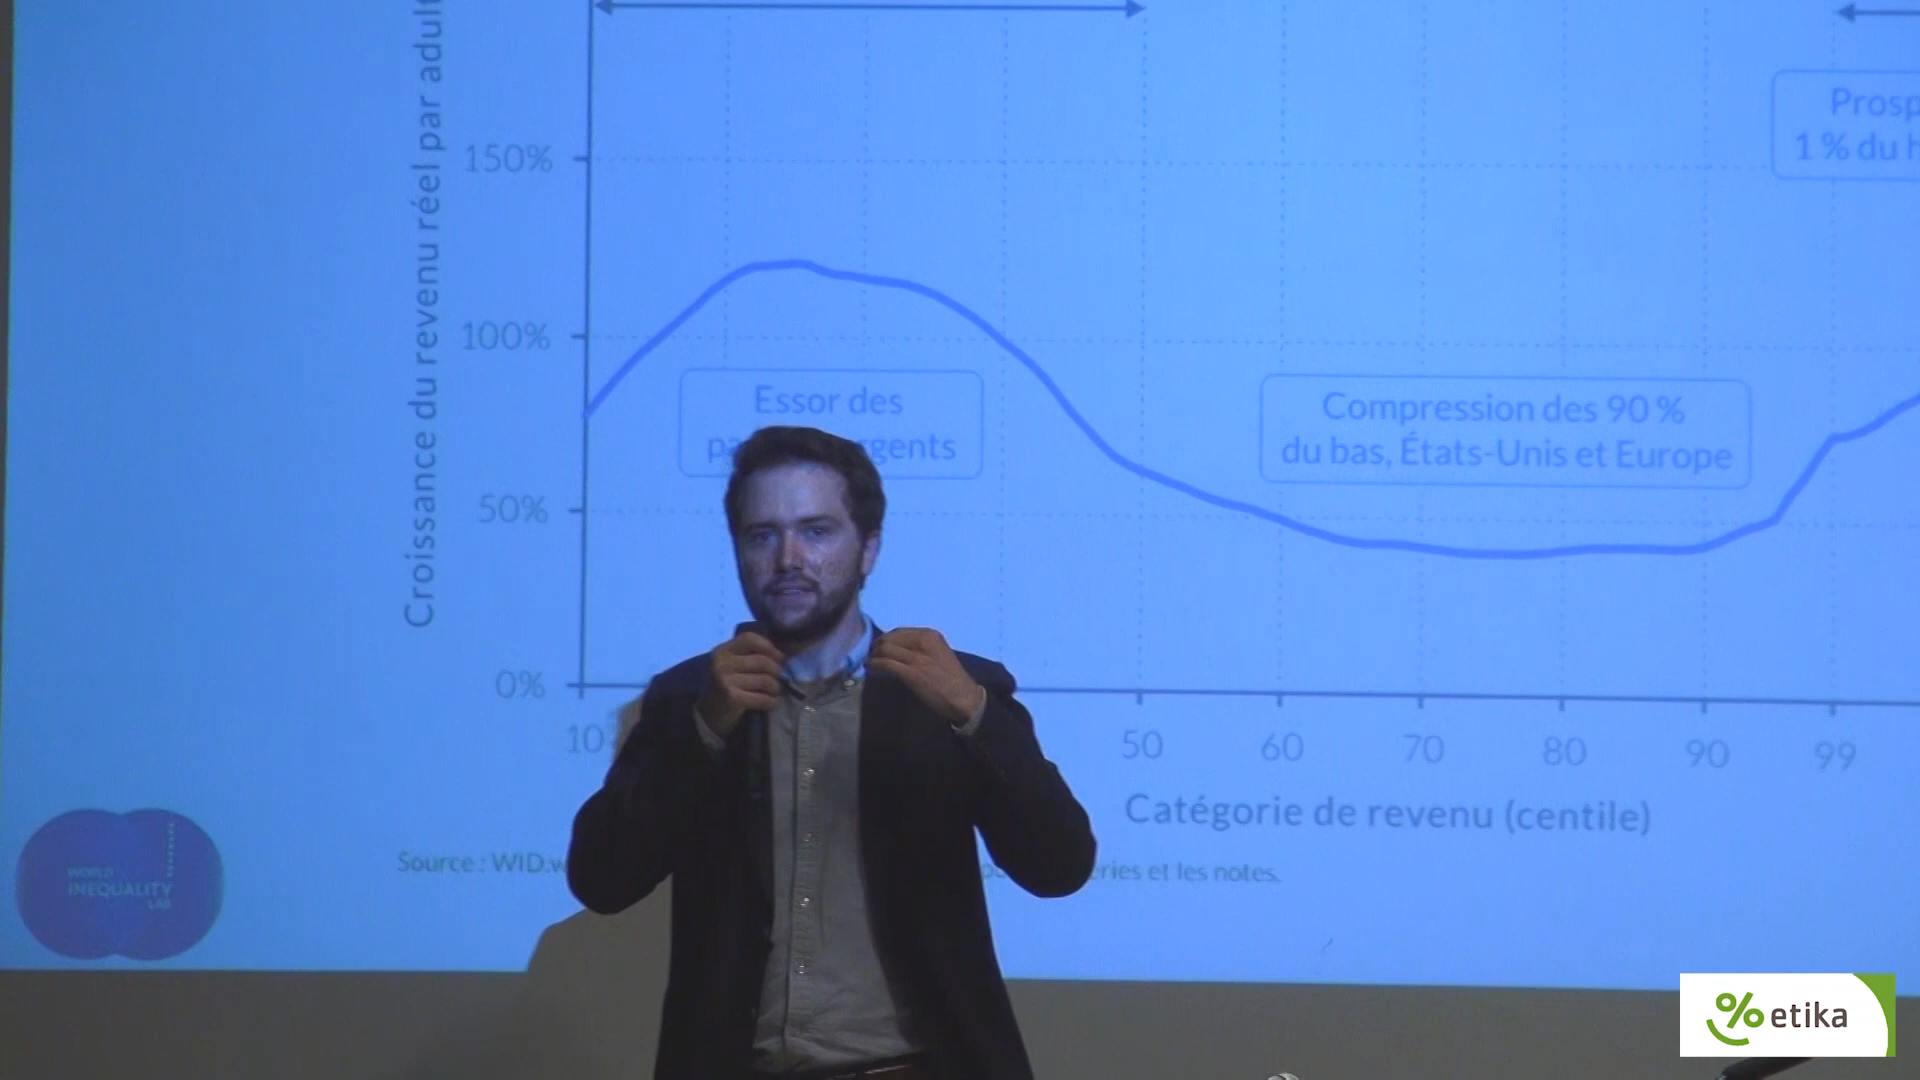 Croissance du revenu réel par adult
150%
100%
50%
0%
Prosp
1 % du h
Essor des
Compression des 90 %
du bas, États-Unis et Europe
10
50
60
70
80
90
99
Catégorie de revenu (centile)
Source : WID.w
ries et les notes.
WORLD
INEQUALITY
LAB
% etika